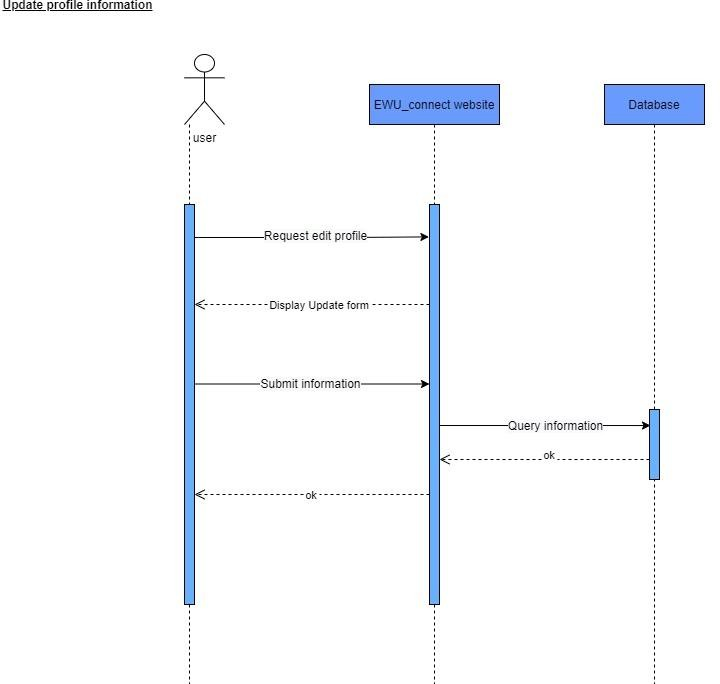 Update profile information
EWU_connect website
Database
user
Request edit profile
Display Update form
Submit information
Query information
ok
ok